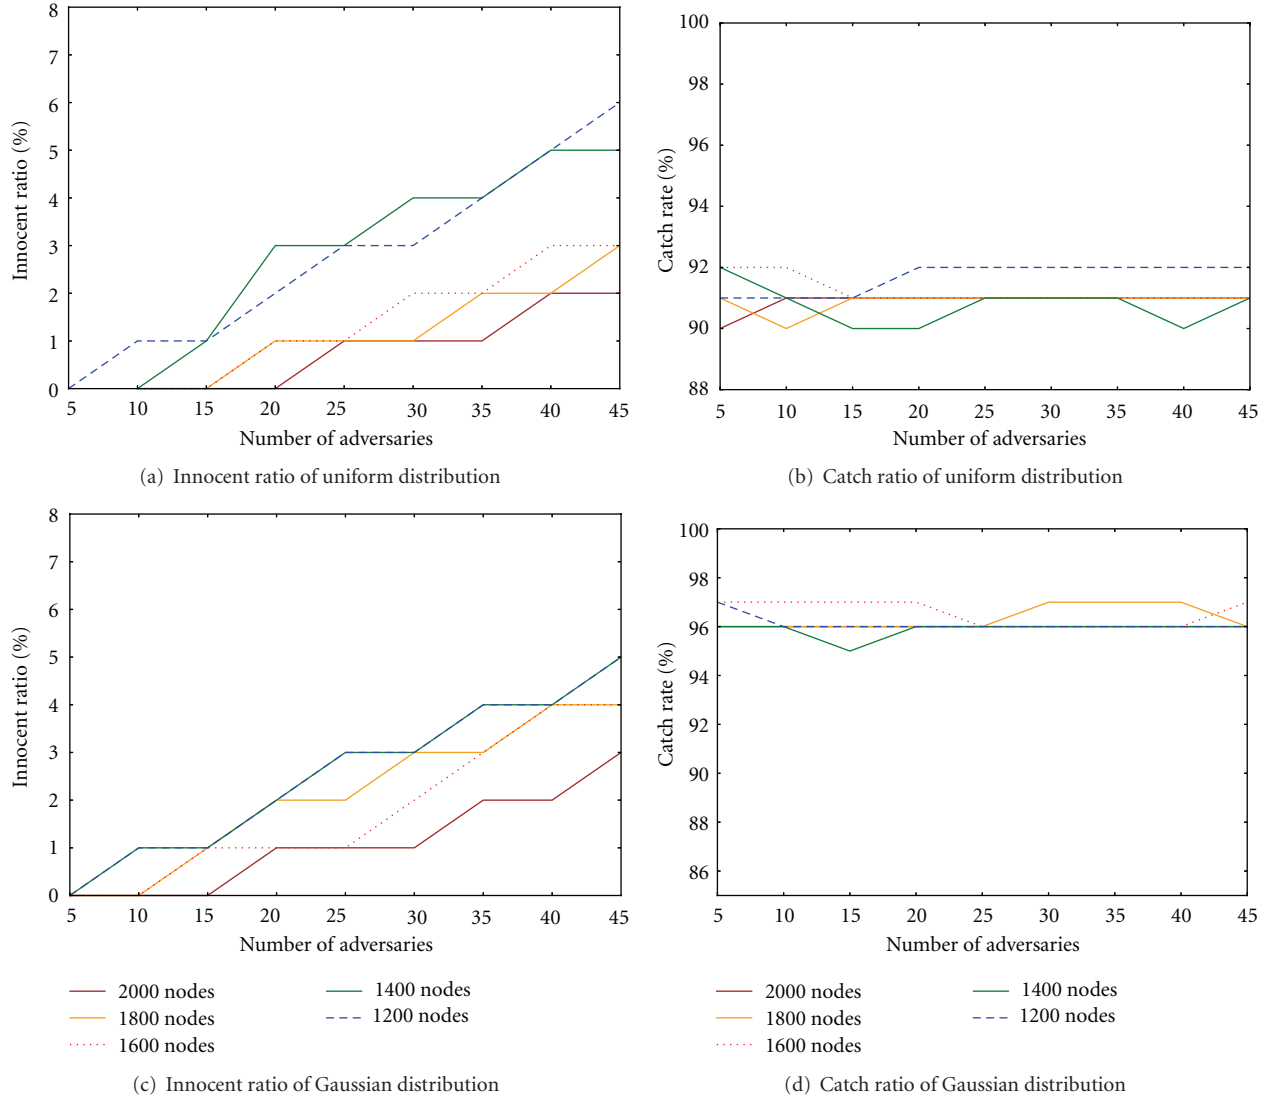 8
7
6
5
4
3
2
1
0
Innocent ratio (%)
5 10 15 20 25 30 35 40 45
Number of adversaries
(a) Innocent ratio of uniform distribution
100
98
96
94
92
90
88
Catch rate (%)
5 10 15 20 25 30 35 40 45
Number of adversaries
(b) Catch ratio of uniform distribution
8
7
6
5
4
3
2
1
0
Innocent ratio (%)
5 10 15 20 25 30 35 40 45
Number of adversaries
2000 nodes
1800 nodes
1600 nodes
1400 nodes
1200 nodes
(c) Innocent ratio of Gaussian distribution
100
98
96
94
92
90
88
86
Catch rate (%)
5 10 15 20 25 30 35 40 45
Number of adversaries
2000 nodes
1800 nodes
1600 nodes
1400 nodes
1200 nodes
(d) Catch ratio of Gaussian distribution